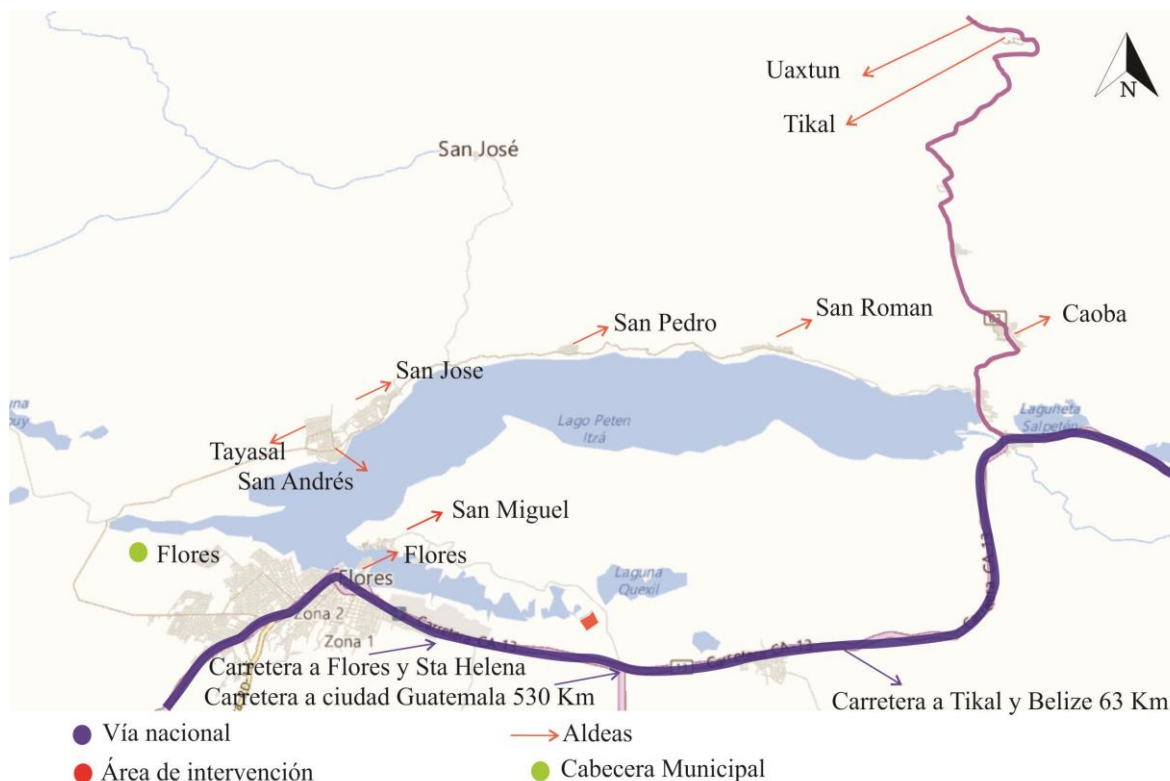 Uaxtun
Tikal
N
San José
San Pedro
San Roman
Caoba
San Jose
Lago Peten
Itrá
Laguneta
Salpetén
Tayasal
San Andrés
San Miguel
Flores
Flores
Flores
Laguna
Quexil
Zona 2
Zona 1
Carretera CA-13
Carretera CA-13
13
Carretera a Flores y Sta Helena
Carretera a ciudad Guatemala 530 Km
Carretera a Tikal y Belize 63 Km
Vía nacional
Aldeas
Área de intervención
Cabecera Municipal